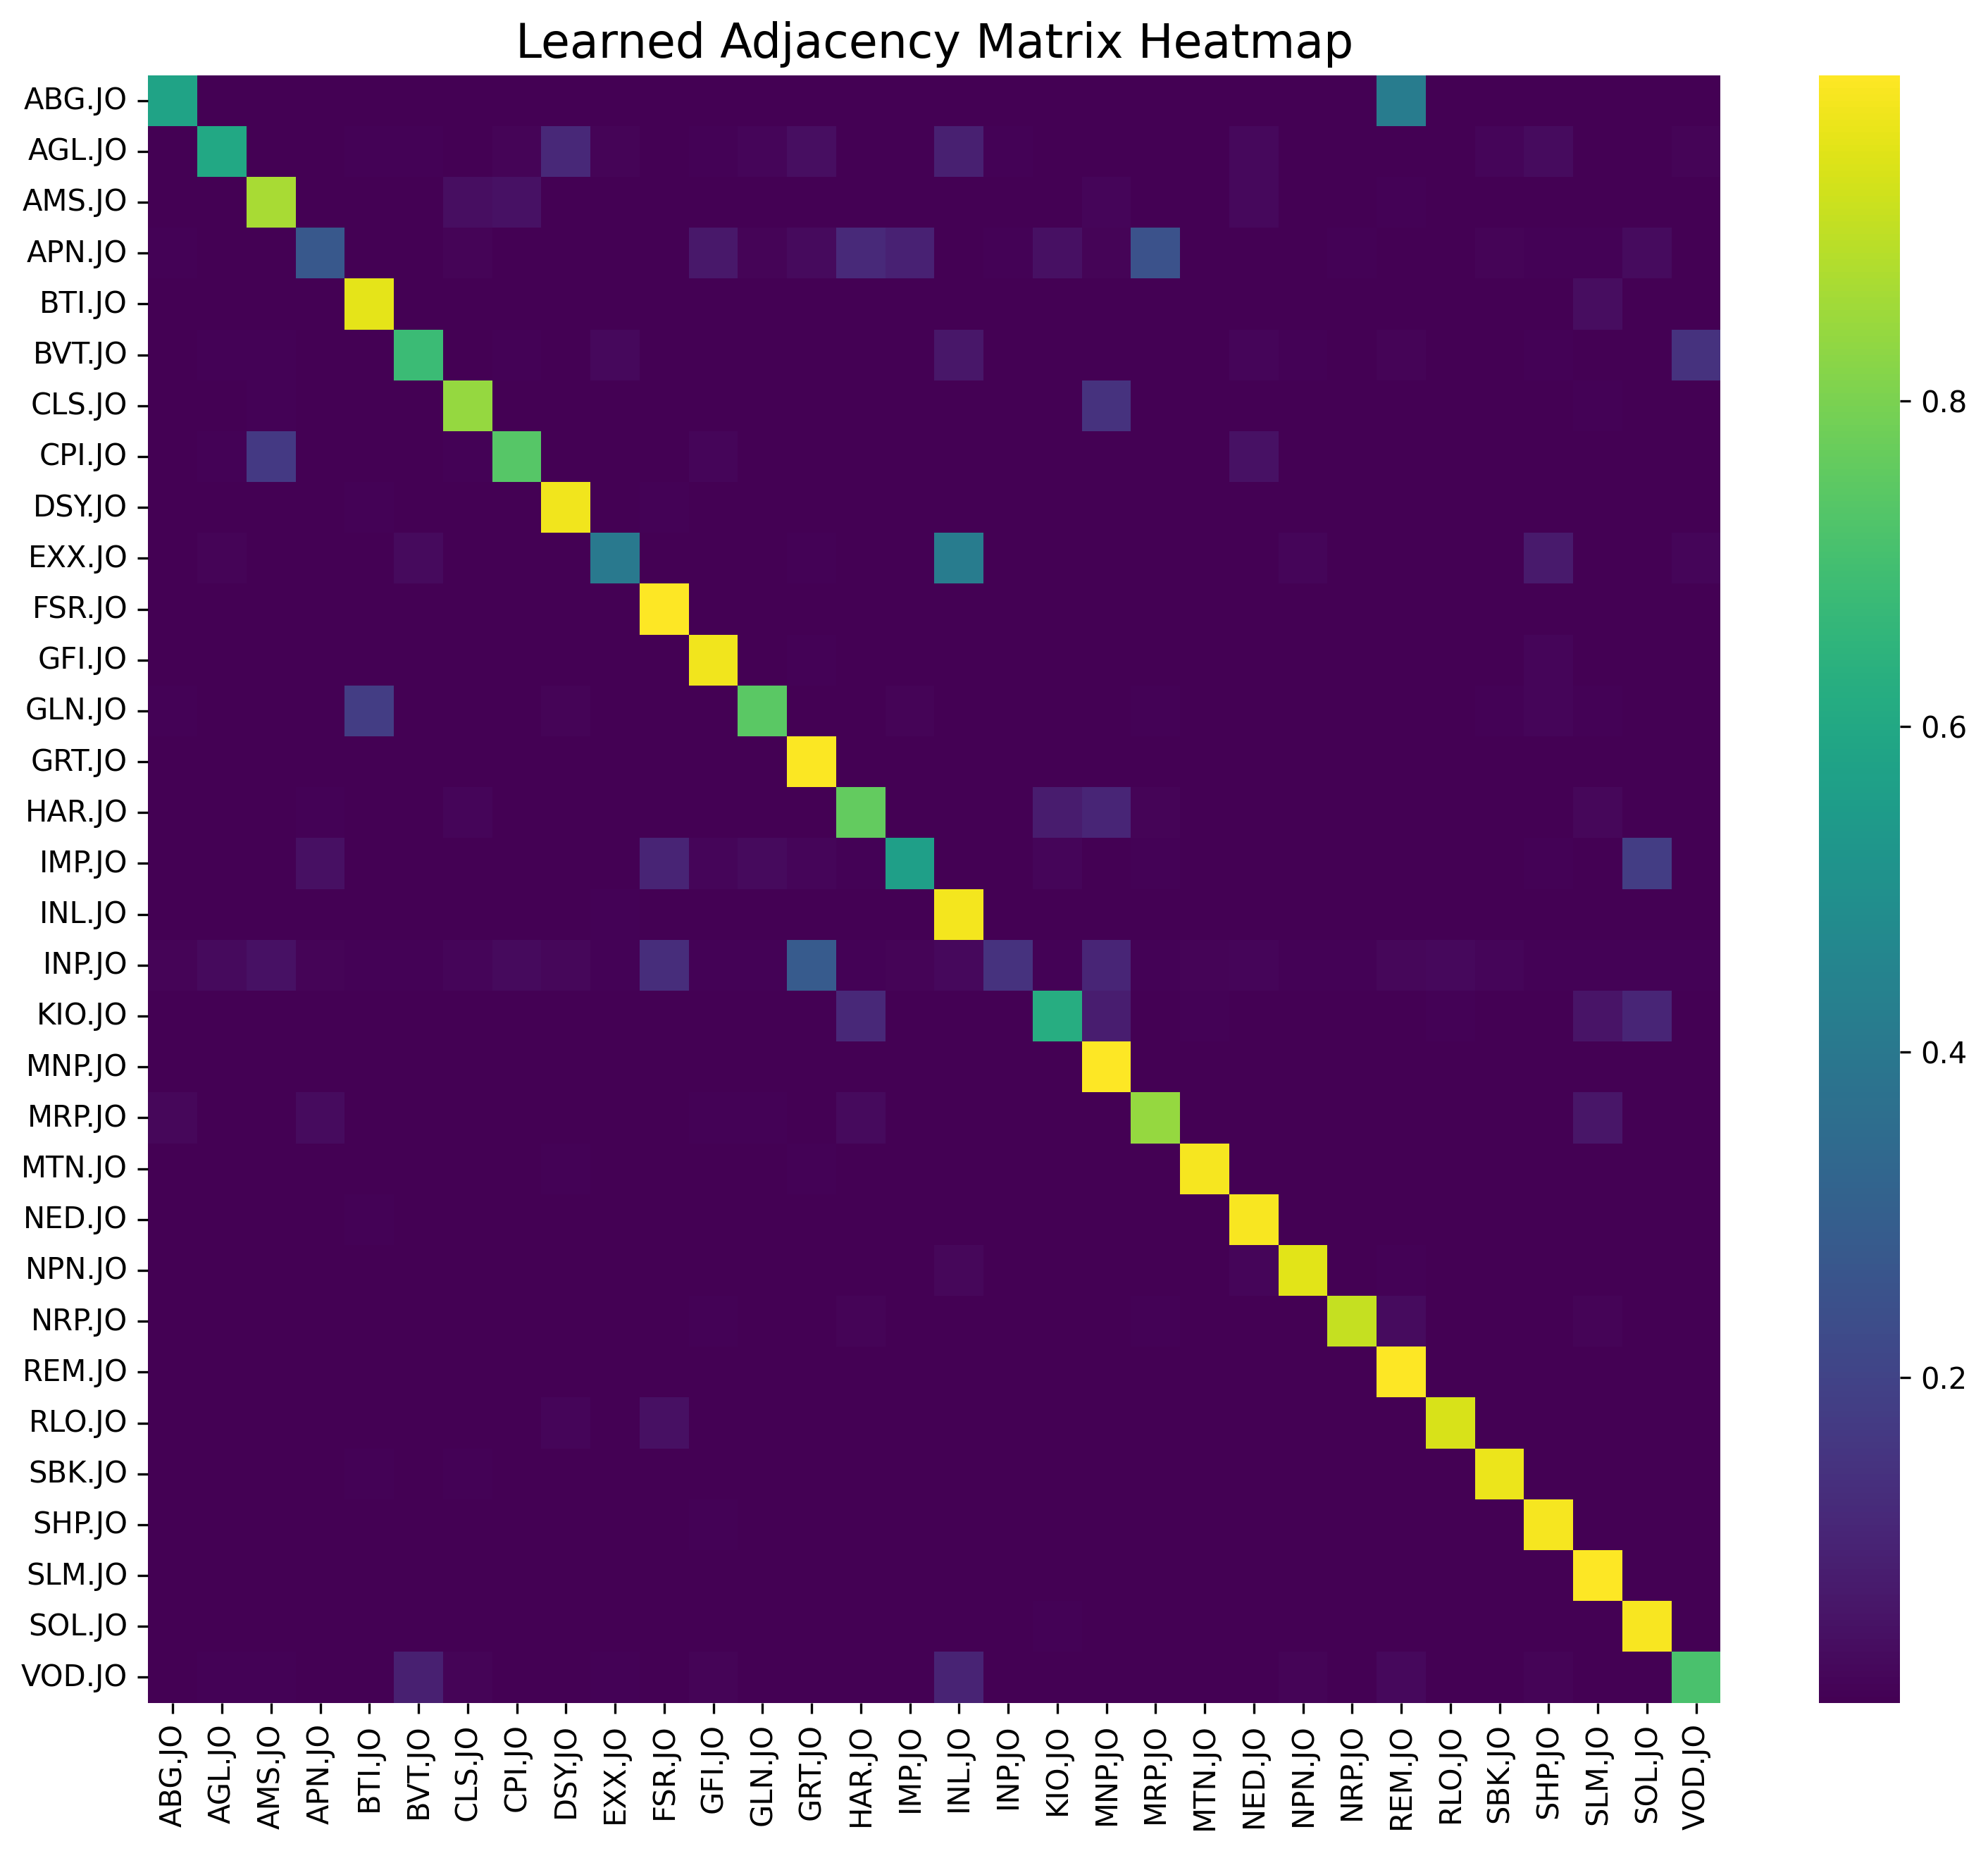 Learned Adjacency Matrix Heatmap
ABG.JO
AGL.JO
AMS.JO
APN.JO
BTI.JO
BVT.JO
CLS.JO
CPI.JO
DSY.JO
EXX.JO
FSR.JO
GFI.JO
GLN.JO
GRT.JO
HAR.JO
IMP.JO
INL.JO
INP.JO
KIO.JO
MNP.JO
MRP.JO
MTN.JO
NED.JO
NPN.JO
NRP.JO
REM.JO
RLO.JO
SBK.JO
SHP.JO
SLM.JO
SOL.JO
VOD.JO
ABG.JO
AGL.JO
AMS.JO
APN.JO
BTI.JO
BVT.JO
CLS.JO
CPI.JO
DSY.JO
EXX.JO
FSR.JO
GFI.JO
GLN.JO
GRT.JO
HAR.JO
IMP.JO
INL.JO
INP.JO
KIO.JO
MNP.JO
MRP.JO
MTN.JO
NED.JO
NPN.JO
NRP.JO
REM.JO
RLO.JO
SBK.JO
SHP.JO
SLM.JO
SOL.JO
VOD.JO
0.8
0.6
0.4
0.2